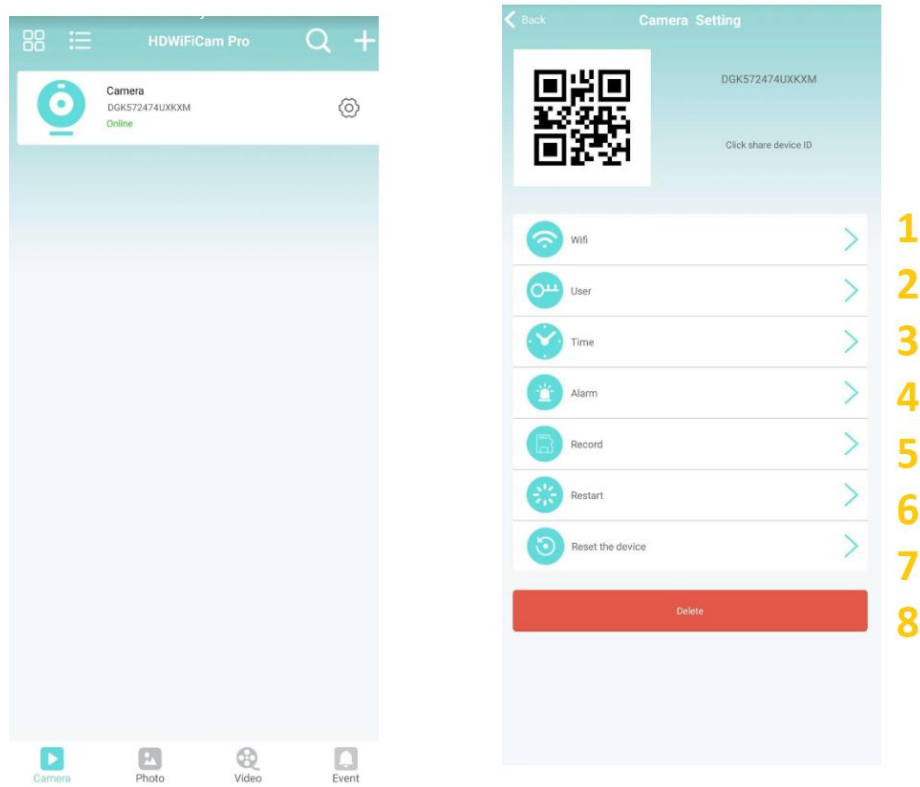 HDWiFiCam Pro
Camera
DGK572474UXKXM
Online
Camera
Photo
Video
Event
Back
Camera Setting
DGK572474UXKXM
Click share device ID
Wifi
1
User
2
Time
3
Alarm
4
Record
5
Restart
6
Reset the device
7
Delete
8